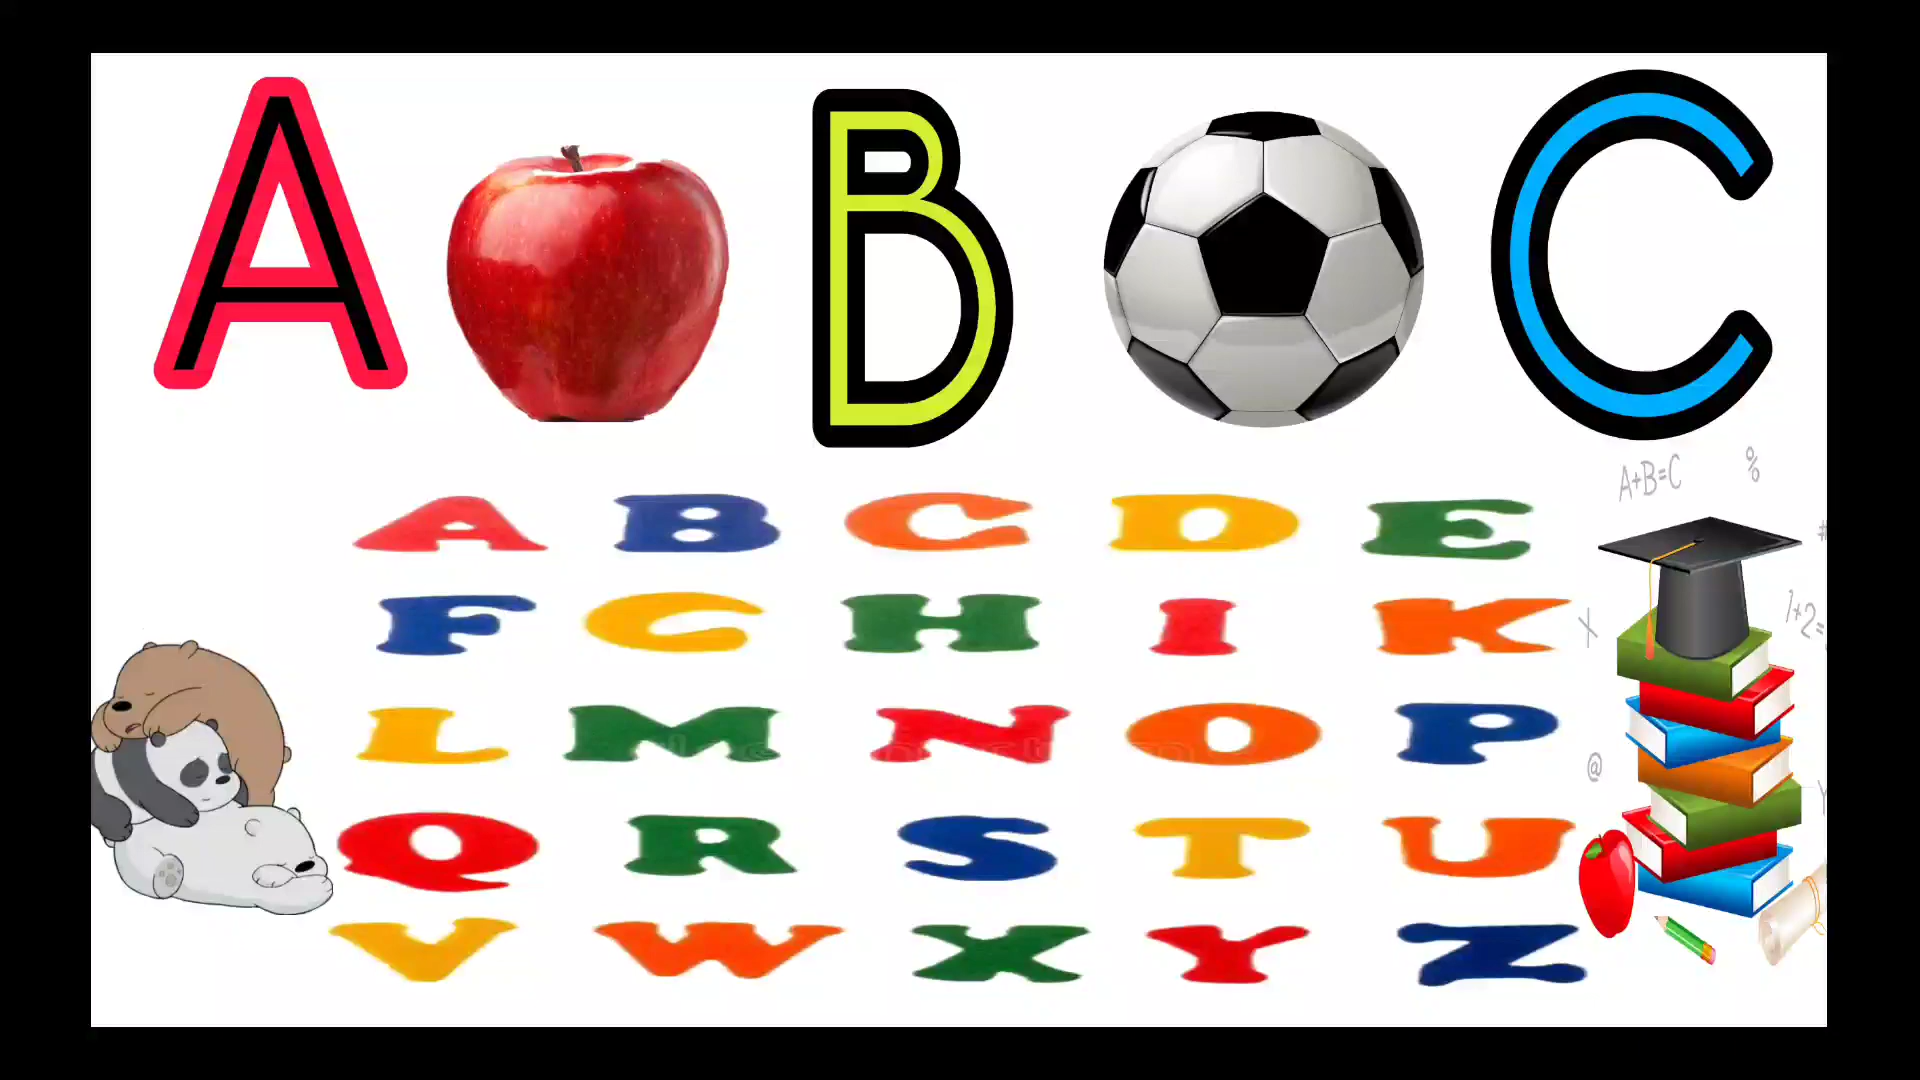 A B C
A+B=C %
A B C D E
#
F C H I K
X 1+2=
L M N O P
@
Q R S T U
V W X Y Z